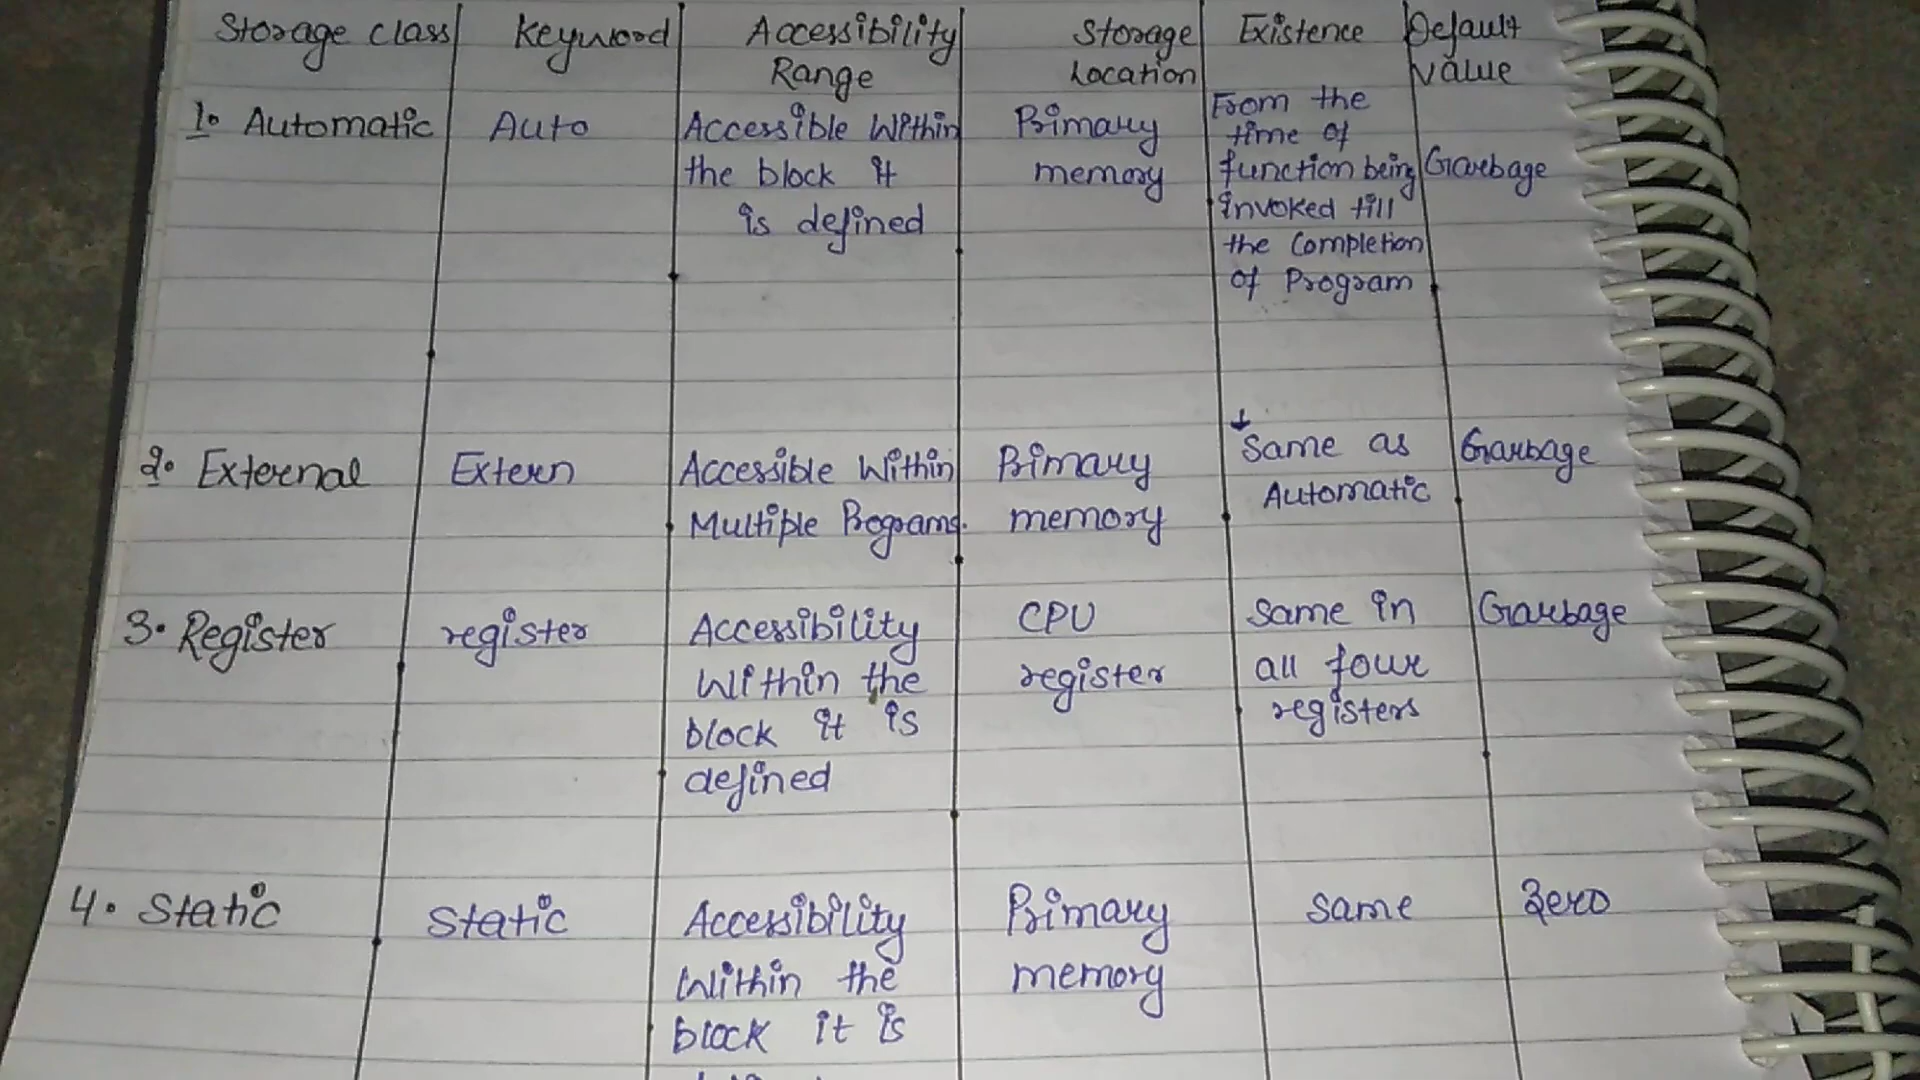 Storage class Keyword Accessibility Range Storage Location Existence Default value
1. Automatic Auto Accessible Within the block it is defined Primary memory From the time of function being invoked till the Completion of Program Garbage
2. External Extern Accessible Within Multiple Programs. Primary memory Same as Automatic Garbage
3. Register register Accessibility Within the block it is defined CPU register Same in all four registers Garbage
4. Static Static Accessibility Within the block it is Primary memory Same Zero